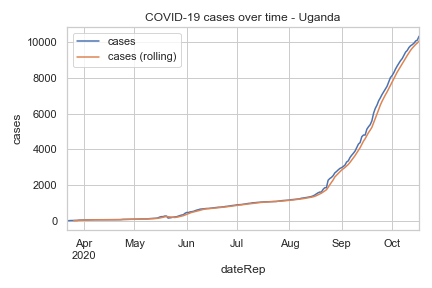 COVID-19 cases over time - Uganda
cases
cases (rolling)
10000
8000
6000
4000
2000
0
cases
Apr May Jun Jul Aug Sep Oct
2020
dateRep